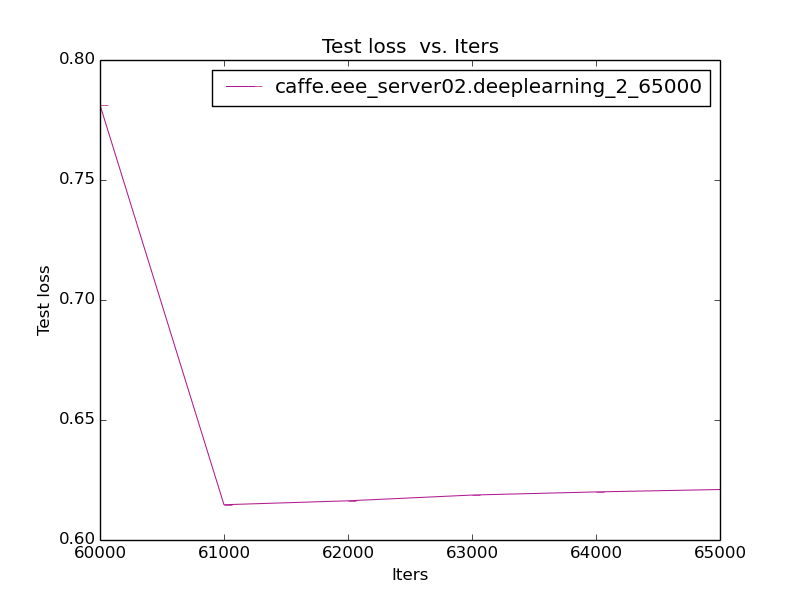 Test loss  vs. Iters
0.80
caffe.eee_server02.deeplearning_2_65000
0.75
0.70
Test loss
0.65
0.60
60000 61000 62000 63000 64000 65000
Iters